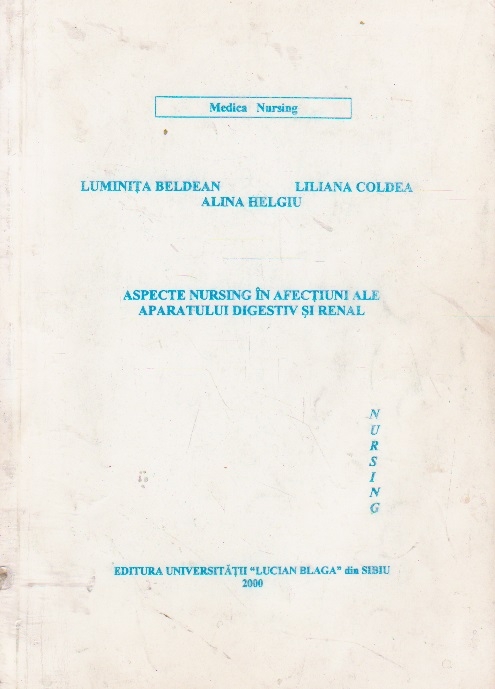 Medica Nursing
LUMINIȚA BELDEAN LILIANA COLDEA
ALINA HELGIU
ASPECTE NURSING ÎN AFECȚIUNI ALE
APARATULUI DIGESTIV ȘI RENAL
N
U
R
S
I
N
G
EDITURA UNIVERSITĂȚII "LUCIAN BLAGA" din SIBIU
2000